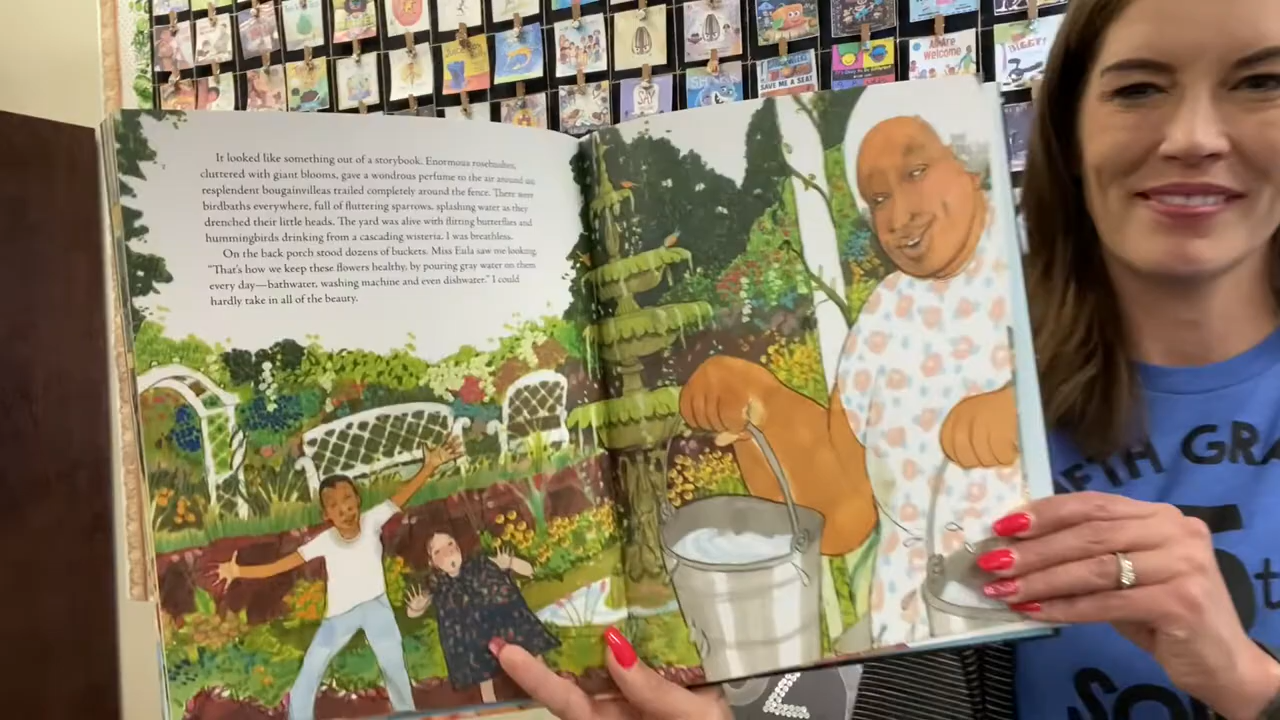 All Are
Welcome
SAVE ME A SEAT
It looked like something out of a storybook. Enormous rosebushes,
cluttered with giant blooms, gave a wondrous perfume to the air around us
resplendent bougainvilleas trailed completely around the fence. There were
birdbaths everywhere, full of fluttering sparrows, splashing water as they
drenched their little heads. The yard was alive with flitting butterflies and
hummingbirds drinking from a cascading wisteria. I was breathless.
On the back porch stood dozens of buckets. Miss Eula saw me looking.
"That's how we keep these flowers healthy, by pouring gray water on them
every day—bathwater, washing machine and even dishwater." I could
hardly take in all of the beauty.
FTH GRA
5th